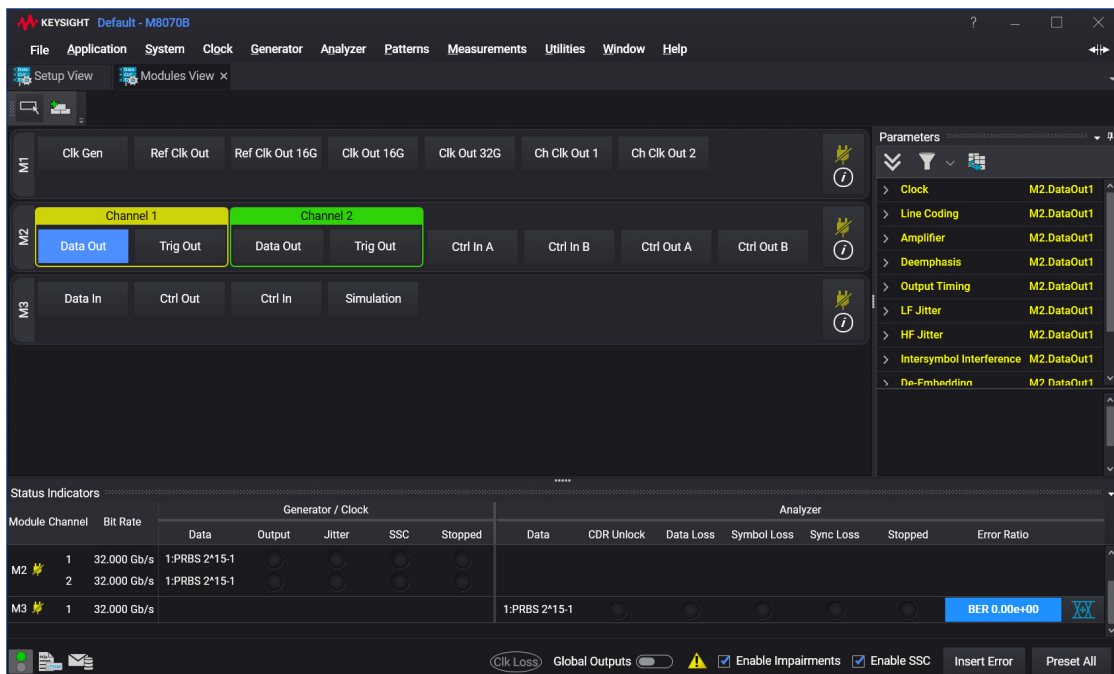 KEYSIGHT Default - M8070B
File Application System Clock Generator Analyzer Patterns Measurements Utilities Window Help
Setup View Modules View
Parameters
M1 Clk Gen Ref Clk Out Ref Clk Out 16G Clk Out 16G Clk Out 32G Ch Clk Out 1 Ch Clk Out 2
Channel 1 Channel 2
M2 Data Out Trig Out Data Out Trig Out Ctrl In A Ctrl In B Ctrl Out A Ctrl Out B
M3 Data In Ctrl Out Ctrl In Simulation
Clock M2.DataOut1
Line Coding M2.DataOut1
Amplifier M2.DataOut1
Deemphasis M2.DataOut1
Output Timing M2.DataOut1
LF Jitter M2.DataOut1
HF Jitter M2.DataOut1
Intersymbol Interference M2.DataOut1
De-Embedding M2.DataOut1
Status Indicators
Generator / Clock Analyzer
Module Channel Bit Rate Data Output Jitter SSC Stopped Data CDR Unlock Data Loss Symbol Loss Sync Loss Stopped Error Ratio
M2 1 32.000 Gb/s 1:PRBS 2^15-1
2 32.000 Gb/s 1:PRBS 2^15-1
M3 1 32.000 Gb/s 1:PRBS 2^15-1 BER 0.00e+00
Clk Loss Global Outputs Enable Impairments Enable SSC Insert Error Preset All